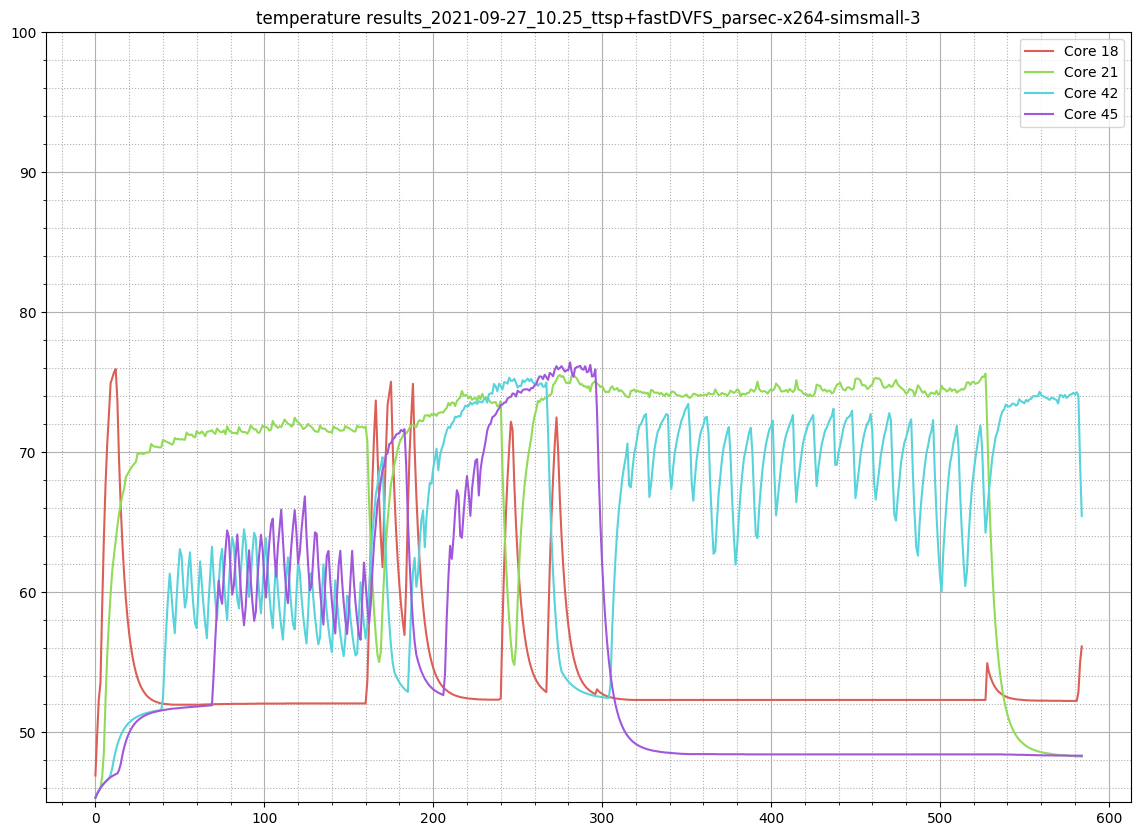 temperature results_2021-09-27_10.25_ttsp+fastDVFS_parsec-x264-simsmall-3
100
90
80
70
60
50
0
100
200
300
400
500
600
Core 18
Core 21
Core 42
Core 45